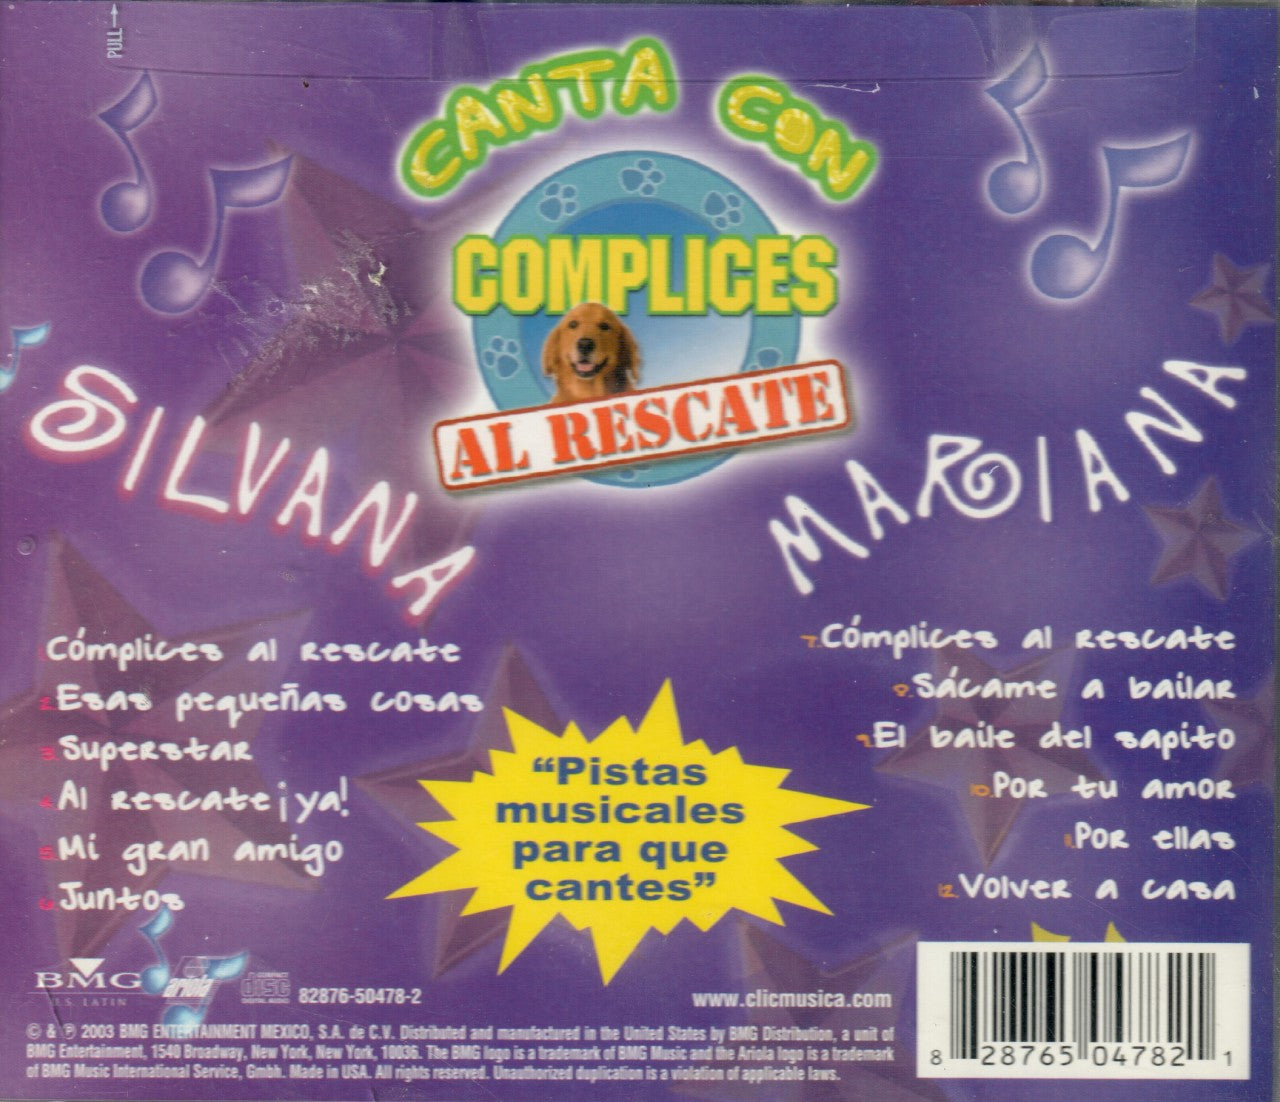 PULL
CANTA CON
COMPLICES
AL RESCATE
SILVANA
MARIANA
1.Cómplices al rescate
2.Esas pequeñas cosas
3.Superstar
4.Al rescate ¡ya!
5.Mi gran amigo
6.Juntos
7.Cómplices al rescate
8.Sácame a bailar
9.El baile del sapito
10.Por tu amor
11.Por ellas
12.Volver a casa
“Pistas
musicales
para que
cantes”
BMG
U.S. LATIN
ariola
COMPACT
disc
DIGITAL AUDIO
82876-50478-2
www.clicmusica.com
© & ℗ 2003 BMG ENTERTAINMENT MEXICO, S.A. de C.V. Distributed and manufactured in the United States by BMG Distribution, a unit of
BMG Entertainment, 1540 Broadway, New York, New York, 10036. The BMG logo is a trademark of BMG Music and the Ariola logo is a trademark
of BMG Music International Service, Gmbh. Made in USA. All rights reserved. Unauthorized duplication is a violation of applicable laws.
8 28765 04782 1